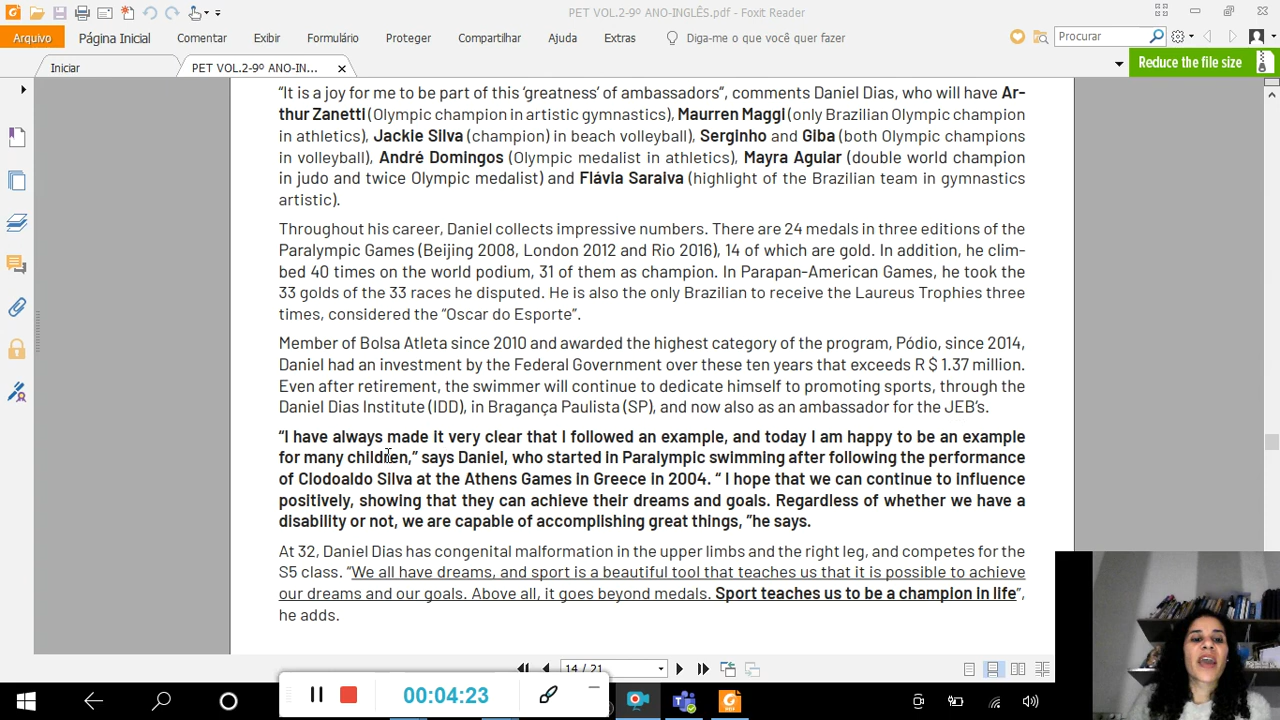 PET VOL.2-9º ANO-INGLÊS.pdf - Foxit Reader
Arquivo Página Inicial Comentar Exibir Formulário Proteger Compartilhar Ajuda Extras Diga-me o que você quer fazer Procurar
Iniciar PET VOL.2-9º ANO-IN... Reduce the file size
"It is a joy for me to be part of this 'greatness' of ambassadors", comments Daniel Dias, who will have Ar-
thur Zanetti (Olympic champion in artistic gymnastics), Maurren Maggi (only Brazilian Olympic champion
in athletics), Jackie Silva (champion) in beach volleyball), Serginho and Giba (both Olympic champions
in volleyball), André Domingos (Olympic medalist in athletics), Mayra Aguiar (double world champion
in judo and twice Olympic medalist) and Flávia Saraiva (highlight of the Brazilian team in gymnastics
artistic).
Throughout his career, Daniel collects impressive numbers. There are 24 medals in three editions of the
Paralympic Games (Beijing 2008, London 2012 and Rio 2016), 14 of which are gold. In addition, he clim-
bed 40 times on the world podium, 31 of them as champion. In Parapan-American Games, he took the
33 golds of the 33 races he disputed. He is also the only Brazilian to receive the Laureus Trophies three
times, considered the "Oscar do Esporte".
Member of Bolsa Atleta since 2010 and awarded the highest category of the program, Pódio, since 2014,
Daniel had an investment by the Federal Government over these ten years that exceeds R $ 1.37 million.
Even after retirement, the swimmer will continue to dedicate himself to promoting sports, through the
Daniel Dias Institute (IDD), in Bragança Paulista (SP), and now also as an ambassador for the JEB's.
"I have always made it very clear that I followed an example, and today I am happy to be an example
for many children," says Daniel, who started in Paralympic swimming after following the performance
of Clodoaldo Silva at the Athens Games in Greece in 2004. " I hope that we can continue to influence
positively, showing that they can achieve their dreams and goals. Regardless of whether we have a
disability or not, we are capable of accomplishing great things, "he says.
At 32, Daniel Dias has congenital malformation in the upper limbs and the right leg, and competes for the
S5 class. "We all have dreams, and sport is a beautiful tool that teaches us that it is possible to achieve
our dreams and our goals. Above all, it goes beyond medals. Sport teaches us to be a champion in life",
he adds.
14 / 21
00:04:23